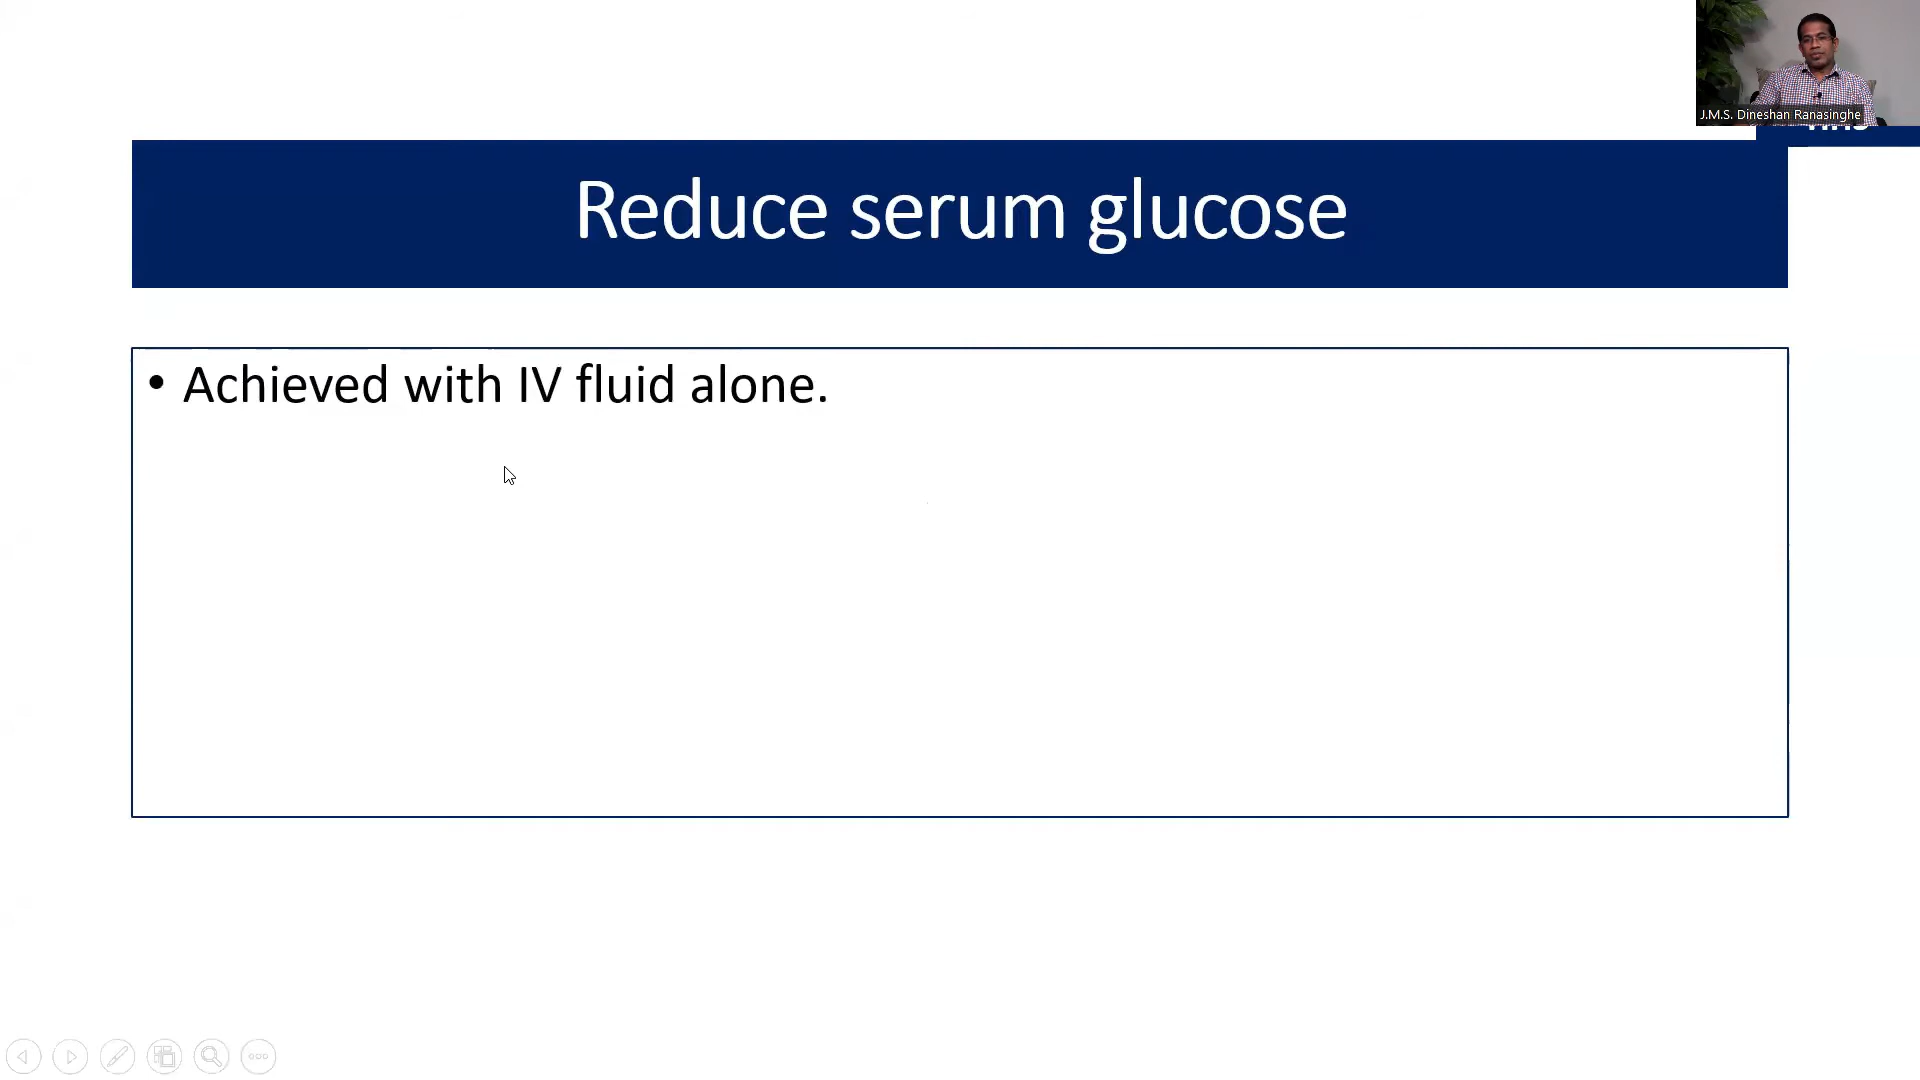 J.M.S. Dineshan Ranasinghe
Reduce serum glucose
• Achieved with IV fluid alone.